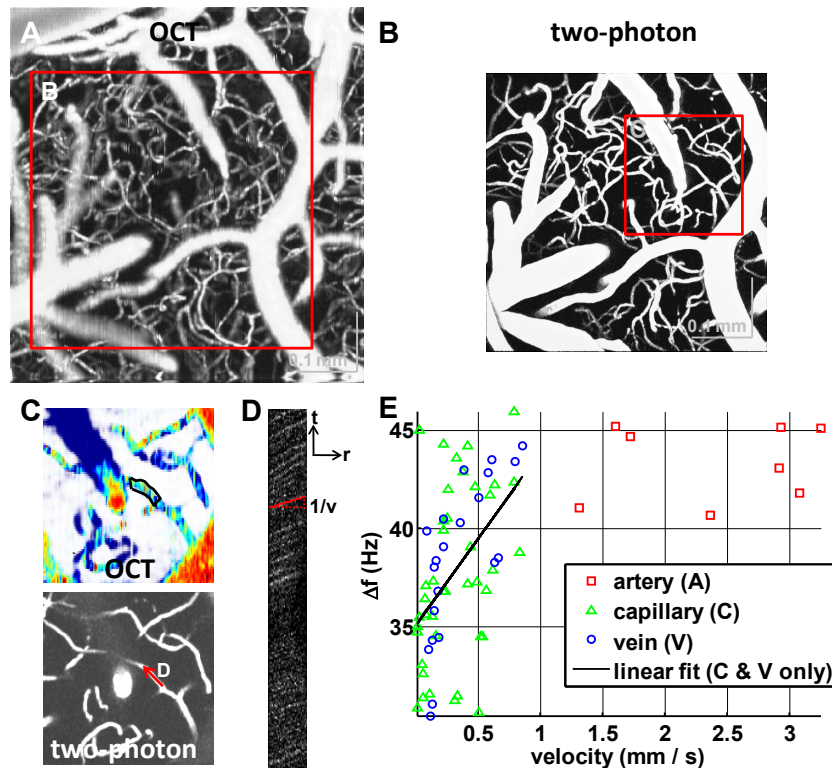 A
OCT
B
0.1 mm
B
two-photon
C
0.1 mm
C
OCT
D
two-photon
D
t
r
1/v
E
Δf (Hz)
45
40
35
0.5
1
1.5
2
2.5
3
velocity (mm / s)
artery (A)
capillary (C)
vein (V)
linear fit (C & V only)